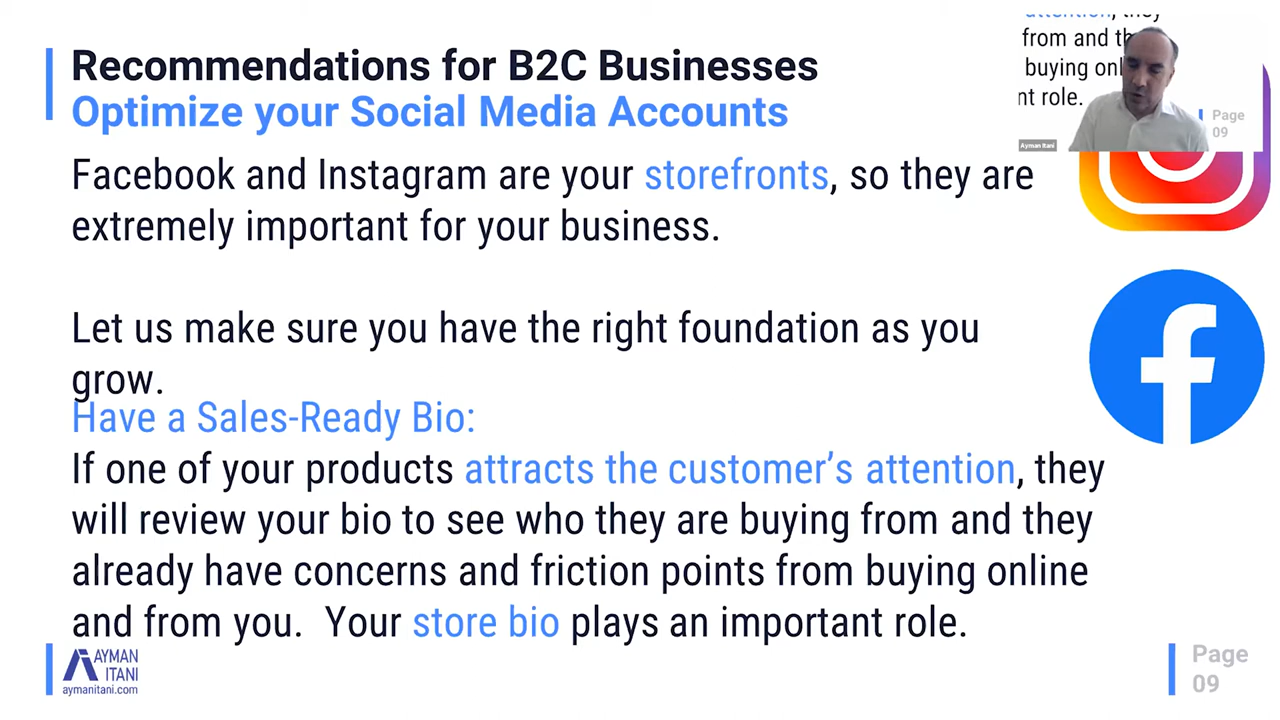 Recommendations for B2C Businesses
Optimize your Social Media Accounts
Facebook and Instagram are your storefronts, so they are
extremely important for your business.
Let us make sure you have the right foundation as you
grow.
Have a Sales-Ready Bio:
If one of your products attracts the customer’s attention, they
will review your bio to see who they are buying from and they
already have concerns and friction points from buying online
and from you.  Your store bio plays an important role.
AYMAN
ITANI
aymanitani.com
Page
09
attention, they
from and the
buying onl
nt role.
Page
09
Ayman Itani